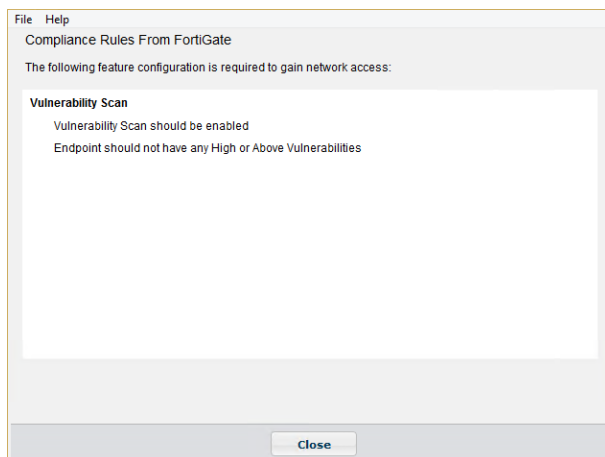 File Help
Compliance Rules From FortiGate
The following feature configuration is required to gain network access:
Vulnerability Scan
Vulnerability Scan should be enabled
Endpoint should not have any High or Above Vulnerabilities
Close